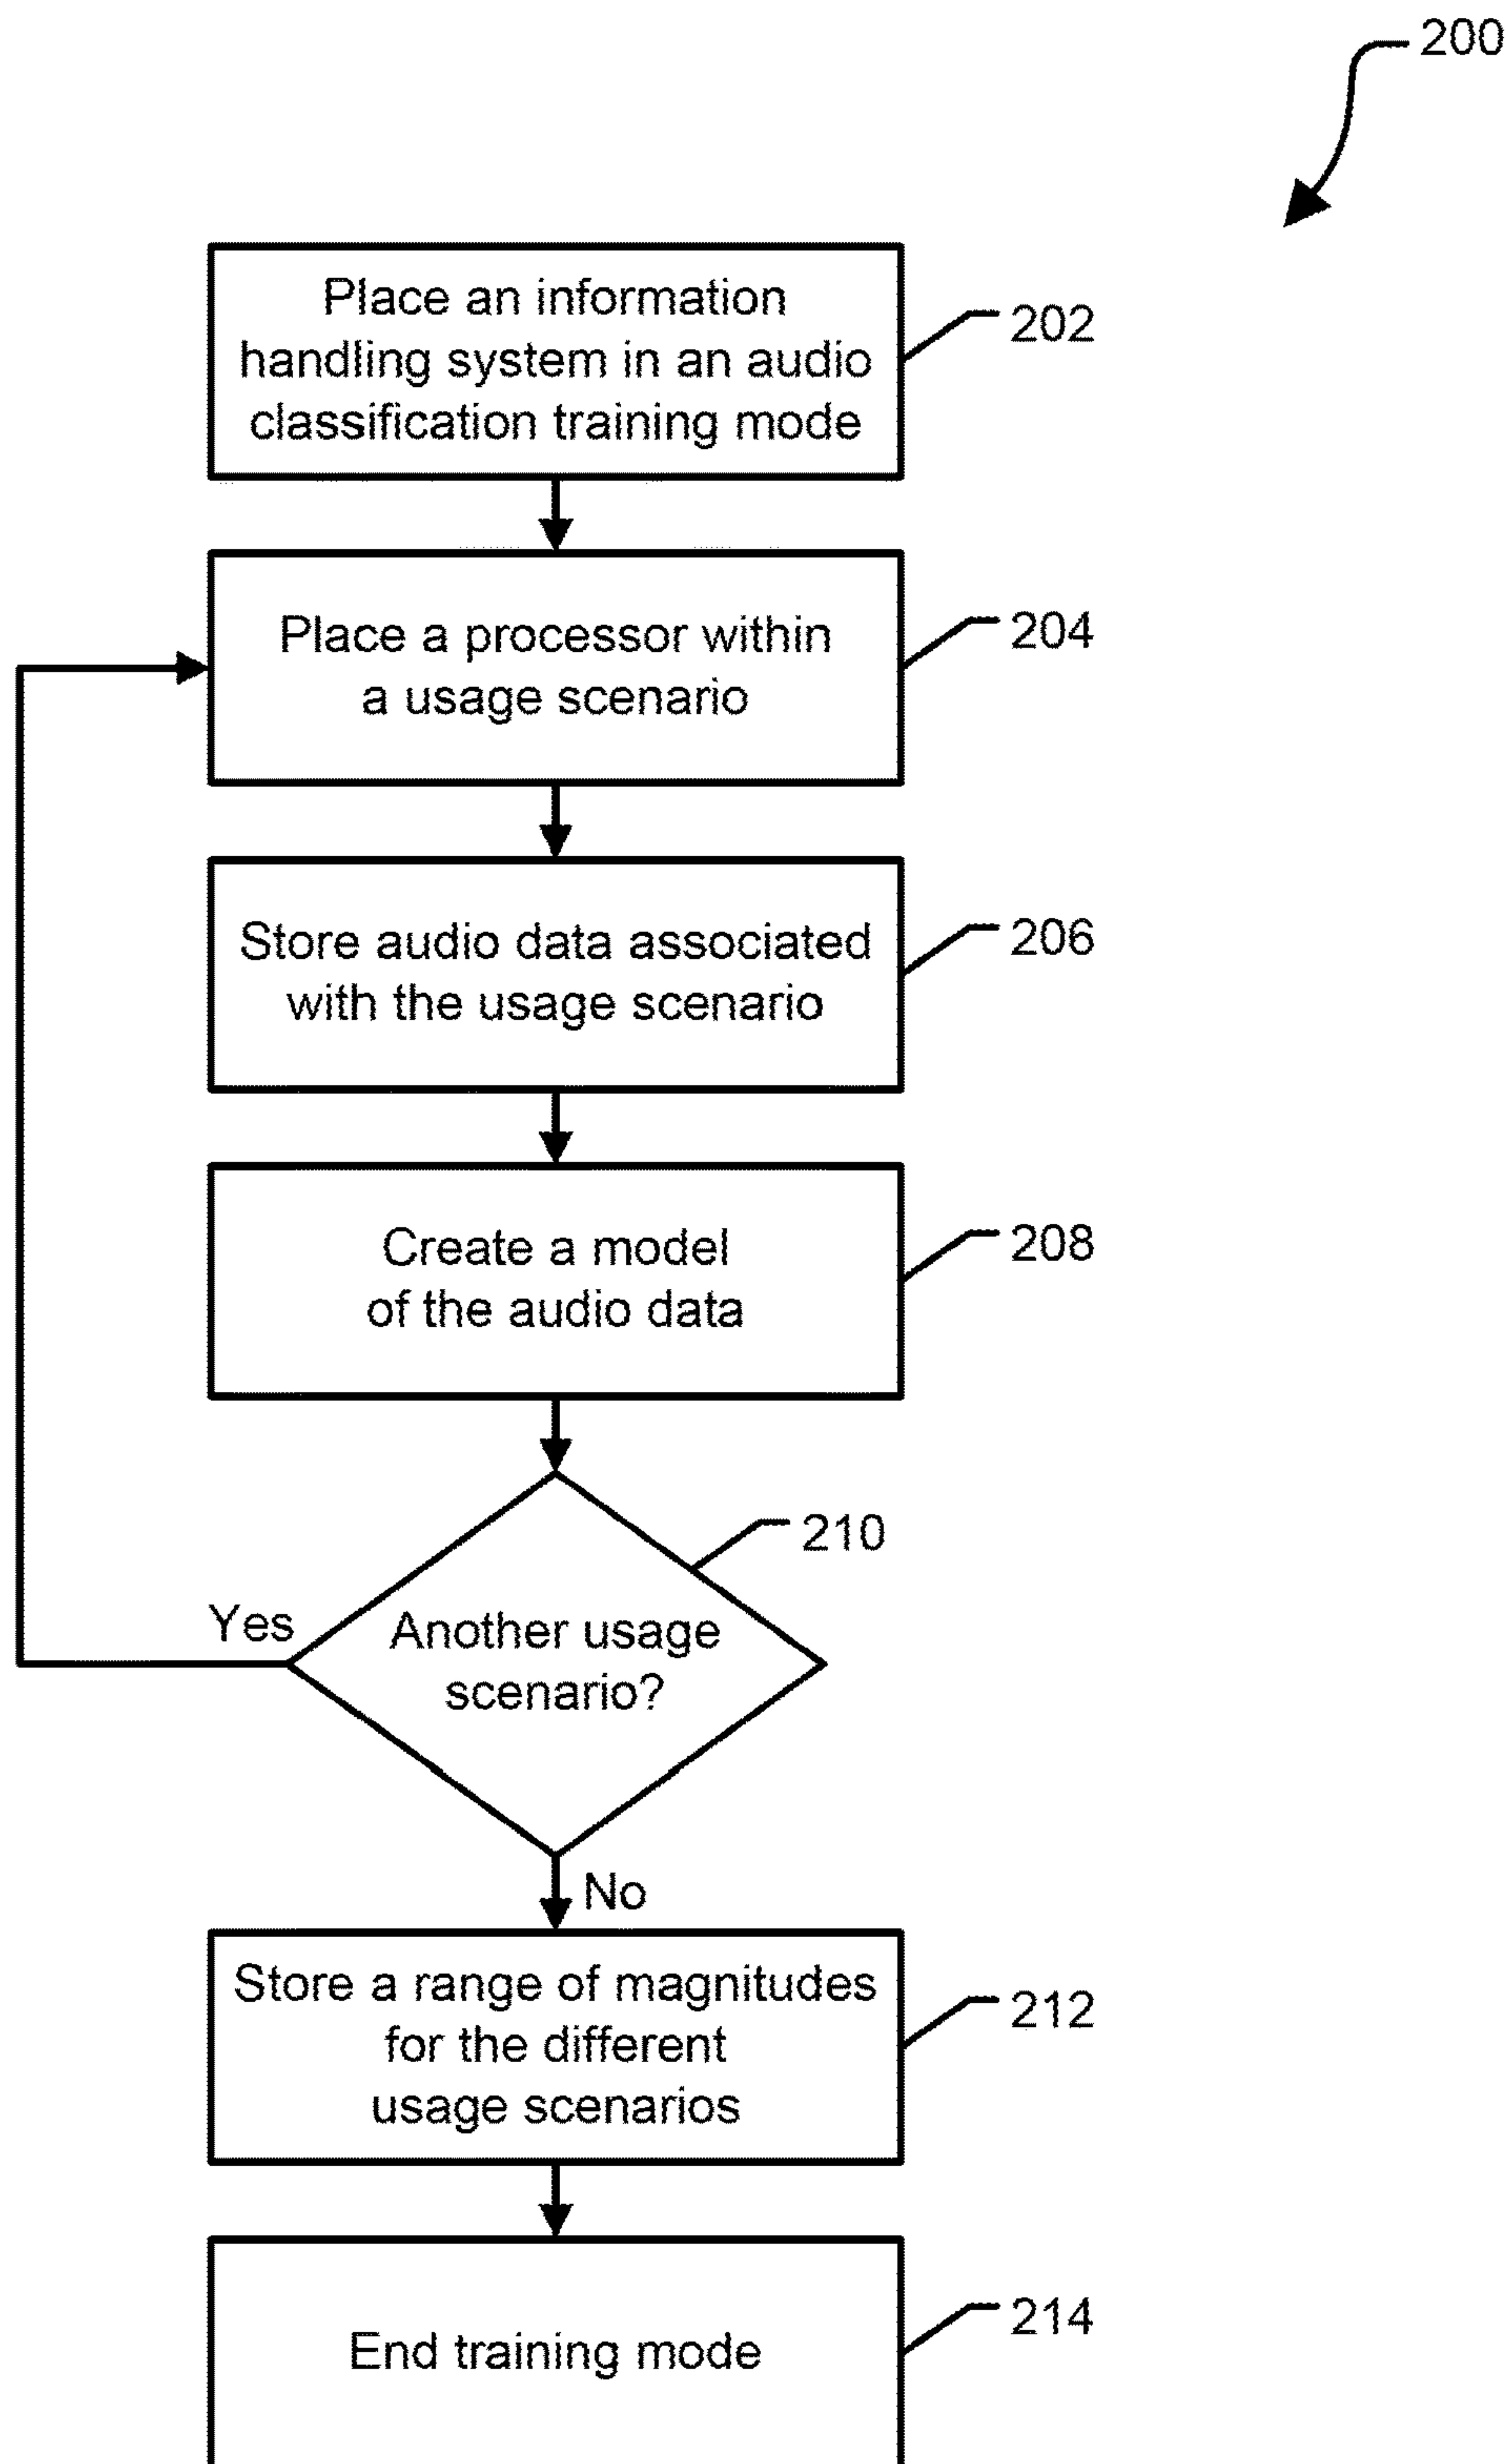 200
Place an information
handling system in an audio
classification training mode
202
Place a processor within
a usage scenario
204
Store audio data associated
with the usage scenario
206
Create a model
of the audio data
208
210
Another usage
scenario?
Yes
No
Store a range of magnitudes
for the different
usage scenarios
212
End training mode
214